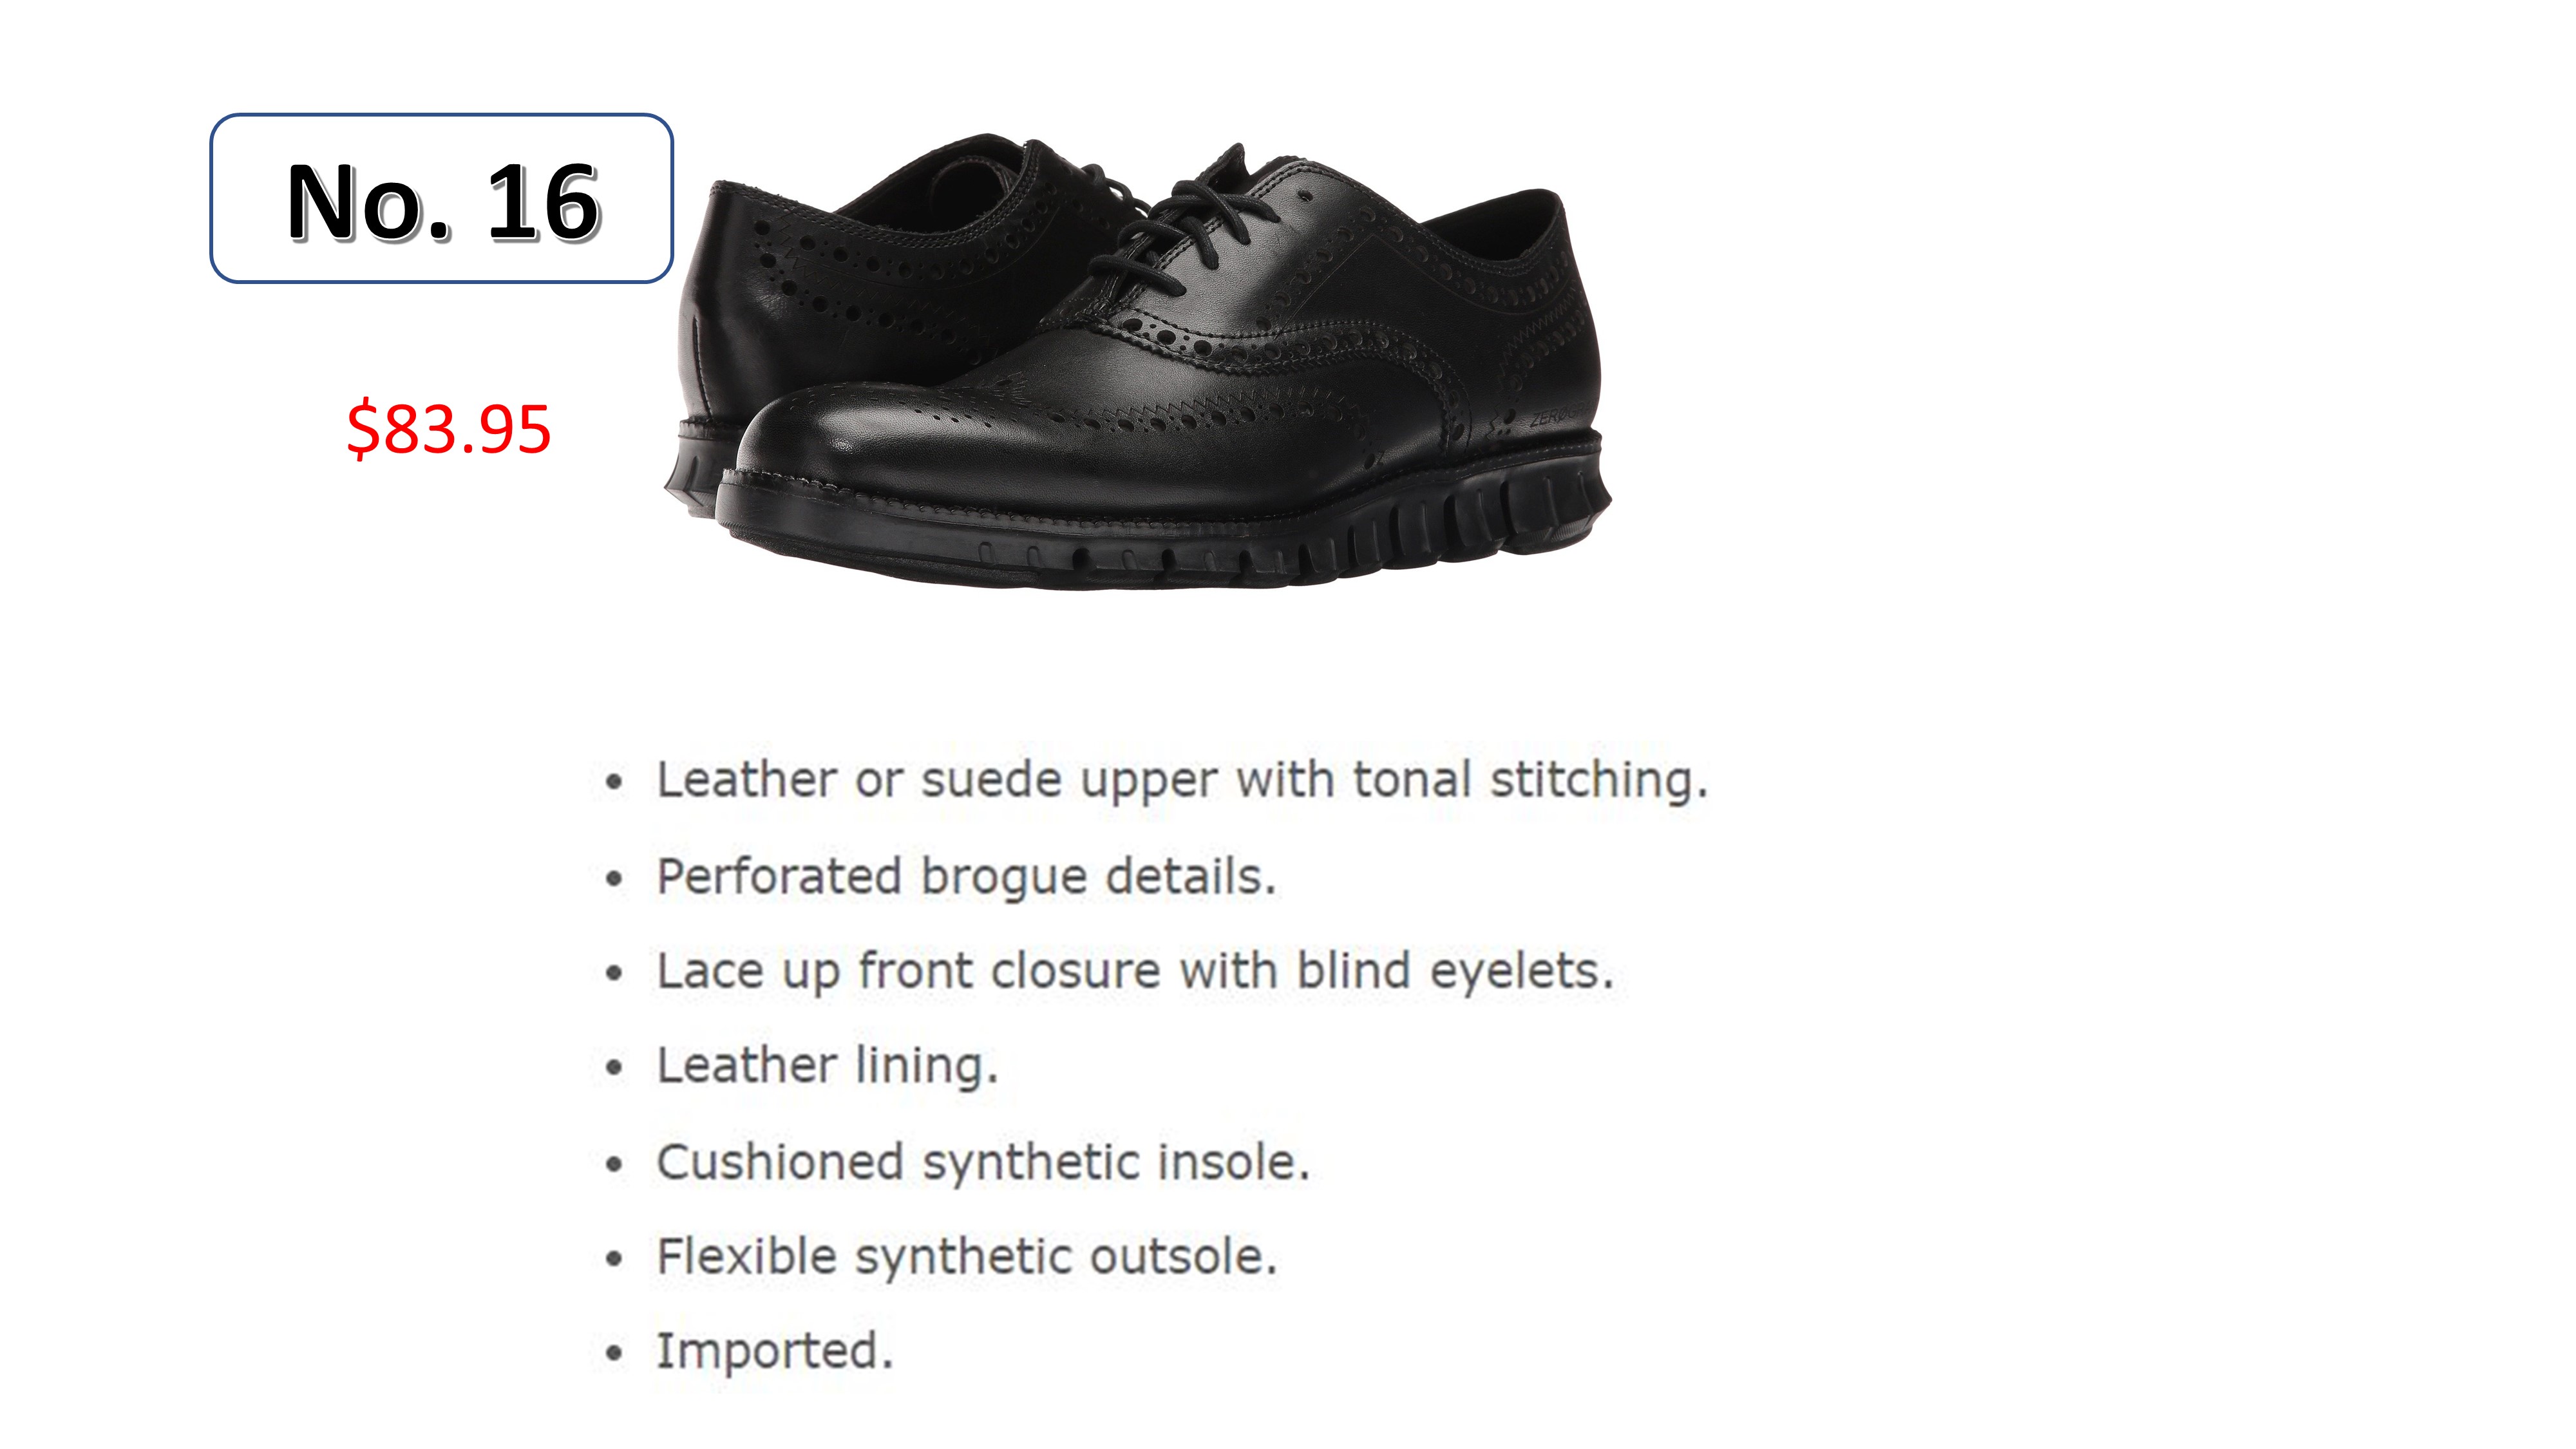 No. 16
$83.95
• Leather or suede upper with tonal stitching.
• Perforated brogue details.
• Lace up front closure with blind eyelets.
• Leather lining.
• Cushioned synthetic insole.
• Flexible synthetic outsole.
• Imported.